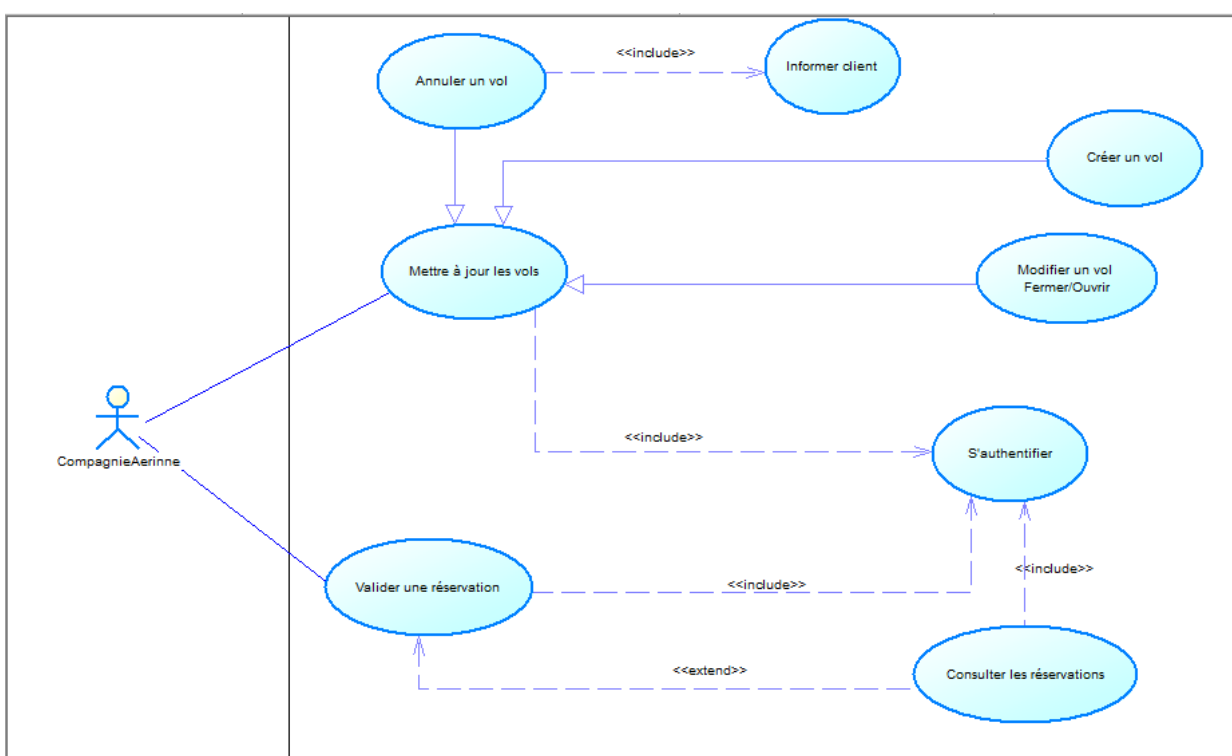 <<include>>
Informer client
Annuler un vol
Créer un vol
Mettre à jour les vols
Modifier un vol
Fermer/Ouvrir
<<include>>
S'authentifier
CompagnieAerinne
<<include>>
Valider une réservation
<<include>>
<<extend>>
Consulter les réservations